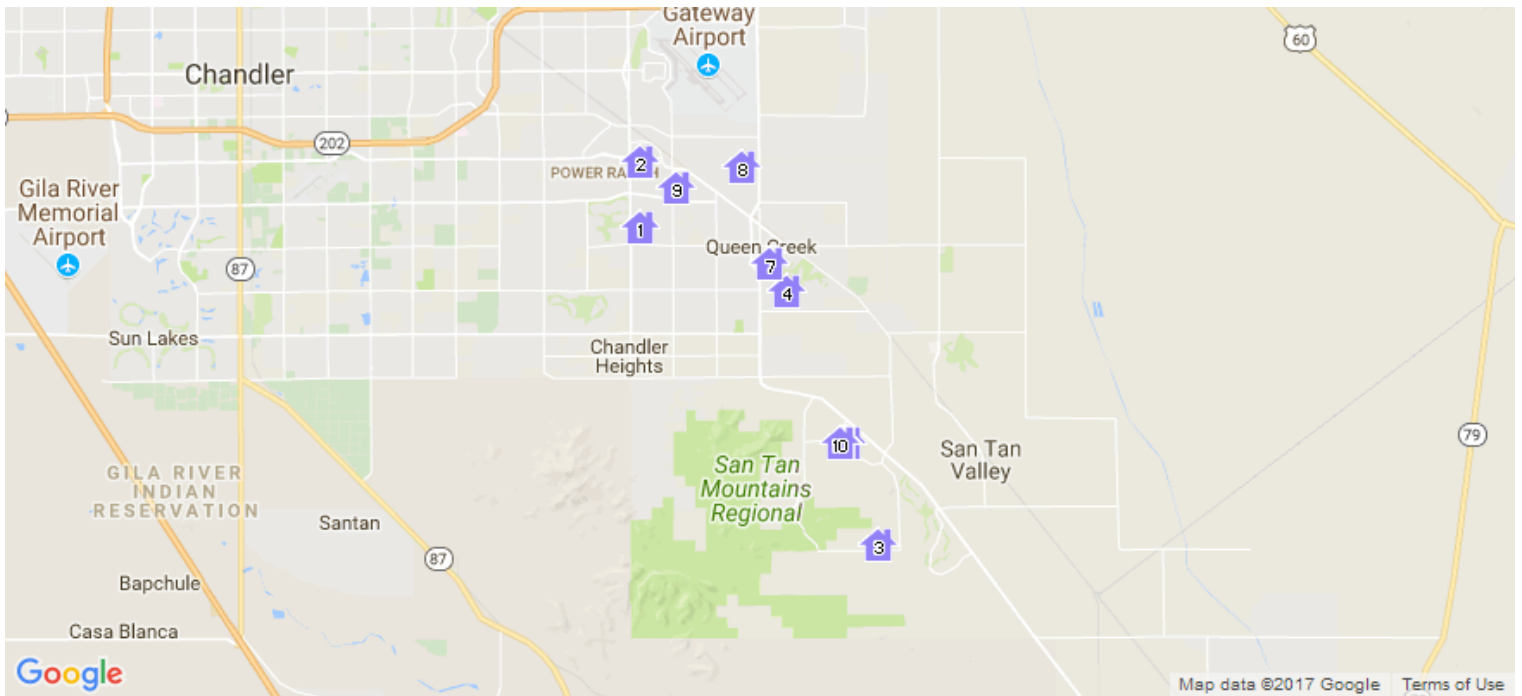 Gateway
Airport
60
Chandler
202
2
8
POWER RA H
9
Gila River
Memorial
Airport
1
Queen Creek
87
7
4
Sun Lakes
Chandler
Heights
10
San Tan
Valley
79
San Tan
Mountains
Regional
GILA RIVER
INDIAN
RESERVATION
Santan
3
87
Bapchule
Casa Blanca
Google
Map data ©2017 Google
Terms of Use